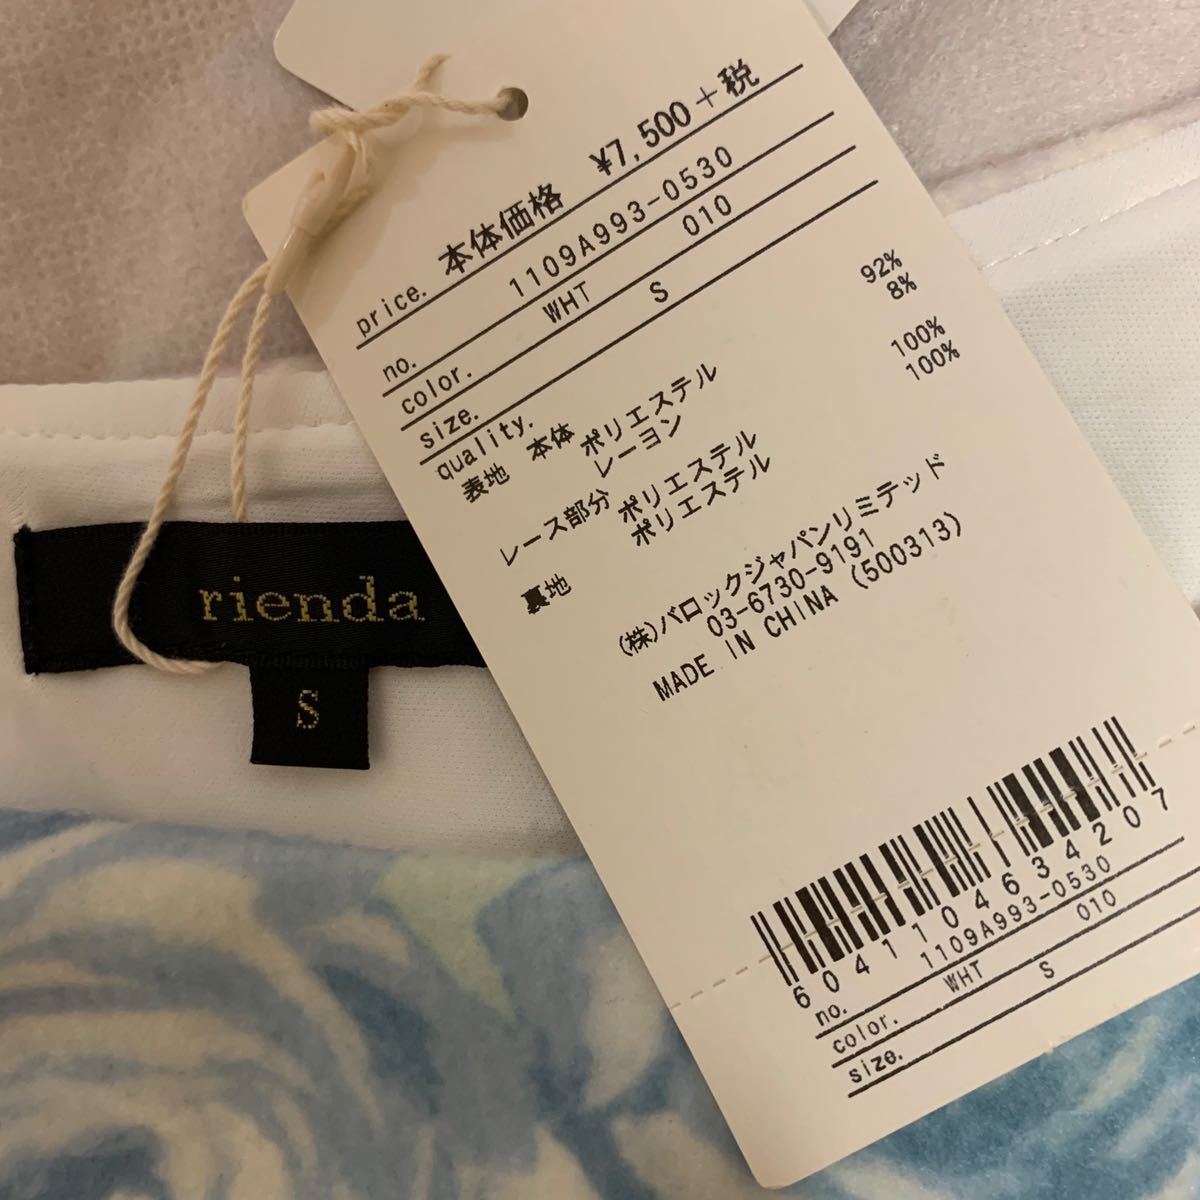 price. 本体価格 ¥7,500+税
no. 1109A993-0530
color. WHT 010
size. S
quality.
表地 本体 ポリエステル 92%
レーヨン 8%
レース部分 ポリエステル 100%
裏地 ポリエステル 100%
(株)バロックジャパンリミテッド
03-6730-9191
MADE IN CHINA (500313)
rienda
S
6041104634207
no. 1109A993-0530
color. WHT 010
size. S